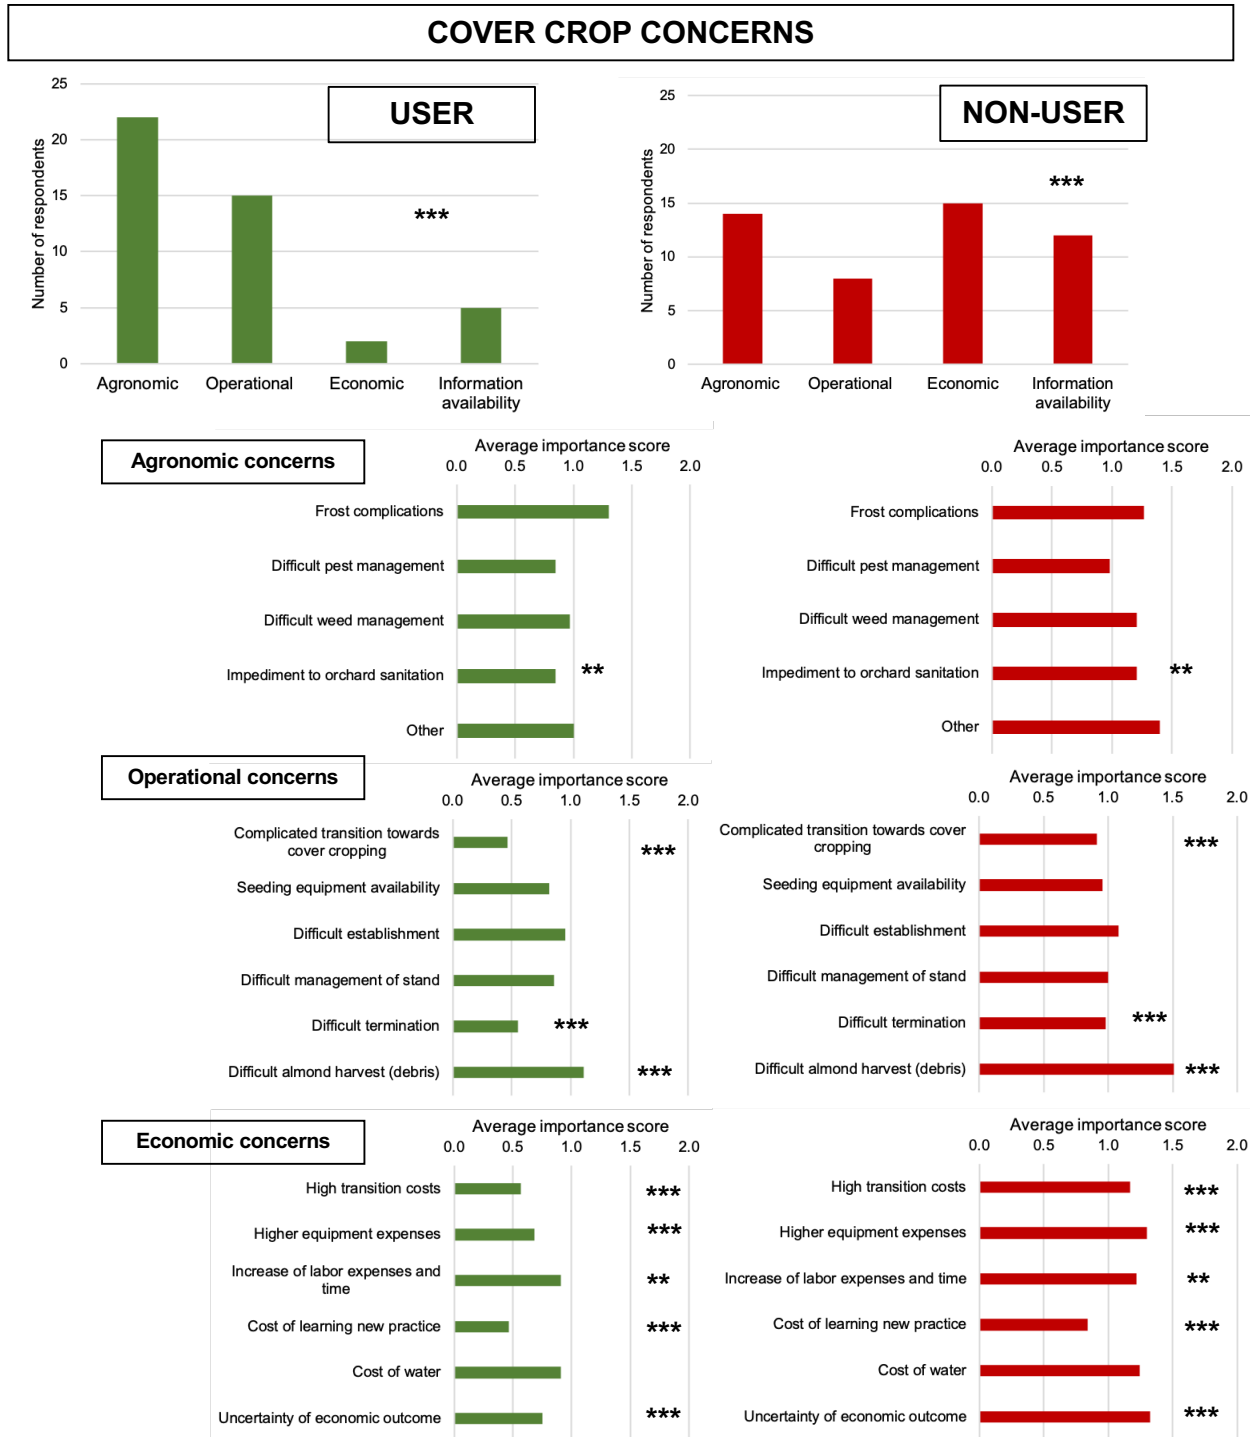 COVER CROP CONCERNS
USER
Number of respondents
25
20
15
10
5
0
***
Agronomic
Operational
Economic
Information
availability
NON-USER
Number of respondents
25
20
15
10
5
0
***
Agronomic
Operational
Economic
Information
availability
Agronomic concerns
Average importance score
0.0 0.5 1.0 1.5 2.0
Frost complications
Difficult pest management
Difficult weed management
Impediment to orchard sanitation **
Other
Average importance score
0.0 0.5 1.0 1.5 2.0
Frost complications
Difficult pest management
Difficult weed management
Impediment to orchard sanitation **
Other
Operational concerns
Average importance score
0.0 0.5 1.0 1.5 2.0
Complicated transition towards
cover cropping ***
Seeding equipment availability
Difficult establishment
Difficult management of stand
Difficult termination ***
Difficult almond harvest (debris) ***
Average importance score
0.0 0.5 1.0 1.5 2.0
Complicated transition towards cover
cropping ***
Seeding equipment availability
Difficult establishment
Difficult management of stand
Difficult termination ***
Difficult almond harvest (debris) ***
Economic concerns
Average importance score
0.0 0.5 1.0 1.5 2.0
High transition costs ***
Higher equipment expenses ***
Increase of labor expenses and
time **
Cost of learning new practice ***
Cost of water
Uncertainty of economic outcome ***
Average importance score
0.0 0.5 1.0 1.5 2.0
High transition costs ***
Higher equipment expenses ***
Increase of labor expenses and time **
Cost of learning new practice ***
Cost of water
Uncertainty of economic outcome ***